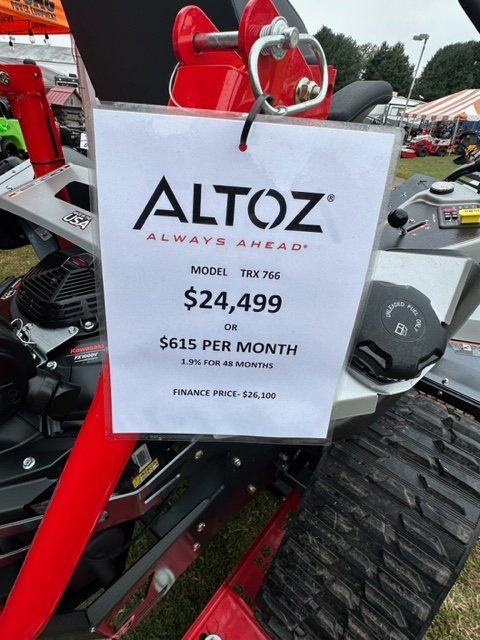 ALTOZ®
ALWAYS AHEAD®
MODEL TRX 766
$24,499
OR
$615 PER MONTH
1.9% FOR 48 MONTHS
FINANCE PRICE- $26,100
USA
Kawasaki
FX1000V
UNLEADED FUEL ONLY